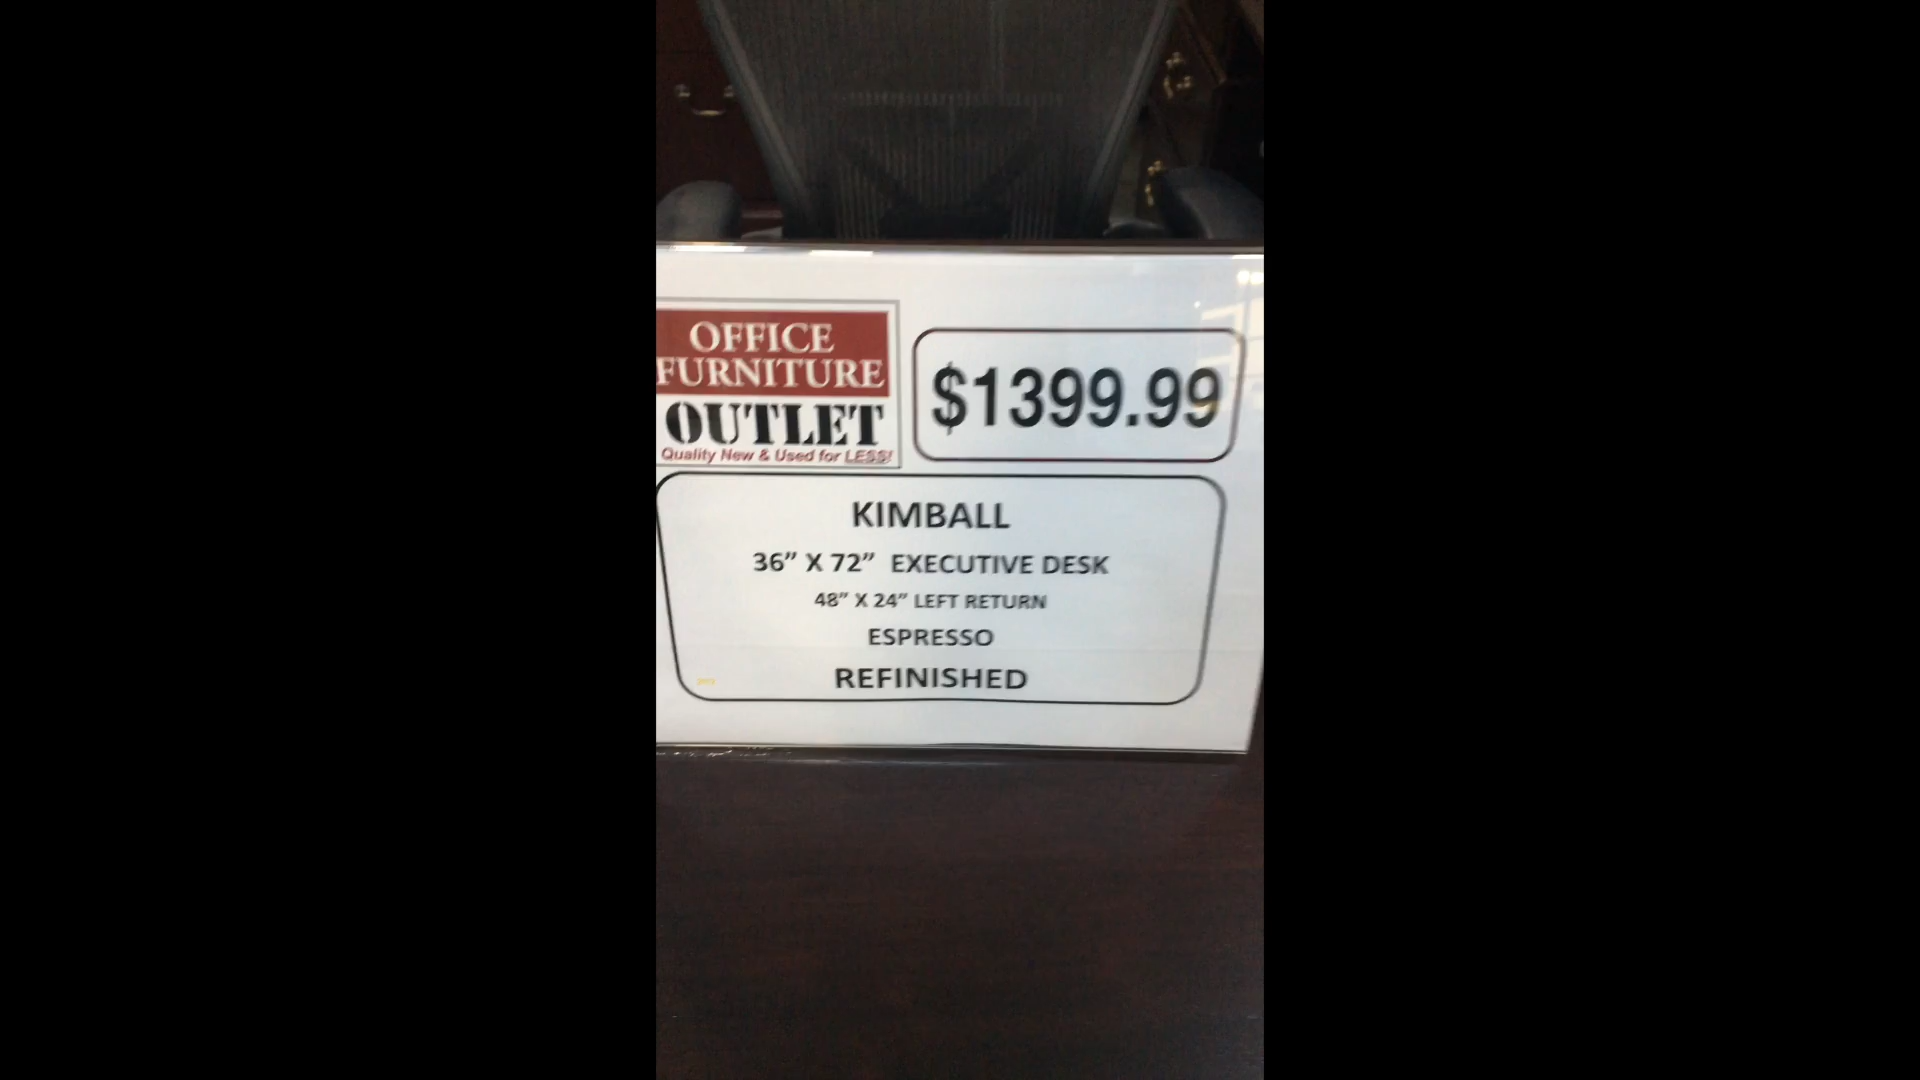 OFFICE
FURNITURE
OUTLET
Quality New & Used for LESS!
$1399.99
KIMBALL
36” X 72” EXECUTIVE DESK
48” X 24” LEFT RETURN
ESPRESSO
REFINISHED